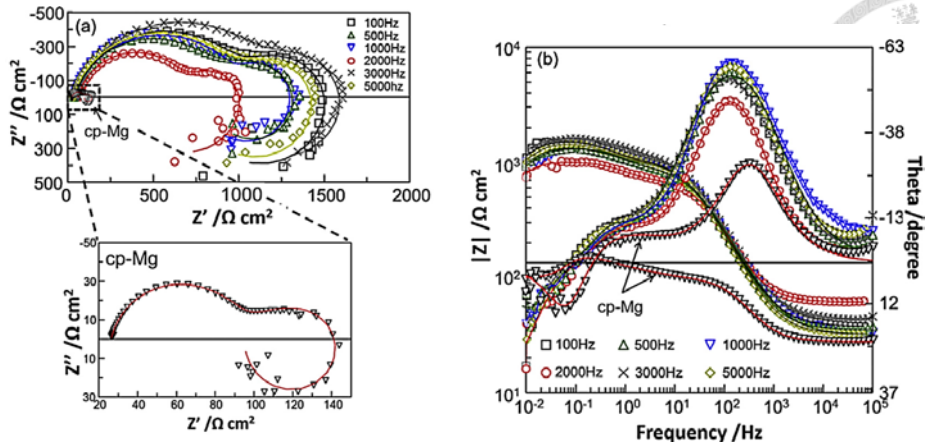 (a)
100Hz
500Hz
1000Hz
2000Hz
3000Hz
5000hz
Z'' /Ω cm²
-500
-400
-300
-200
-100
0
100
200
300
400
500
cp-Mg
0 500 1000 1500 2000
Z' /Ω cm²
cp-Mg
Z'' /Ω cm²
-50
-30
-10
10
30
20 40 60 80 100 120 140
Z' /Ω cm²
(b)
|Z| /Ω cm²
10⁴
10³
10²
10¹
Theta /degree
-63
-38
-13
12
37
cp-Mg
100Hz 500Hz 1000Hz
2000Hz 3000Hz 5000Hz
10⁻² 10⁻¹ 10⁰ 10¹ 10² 10³ 10⁴ 10⁵
Frequency /Hz